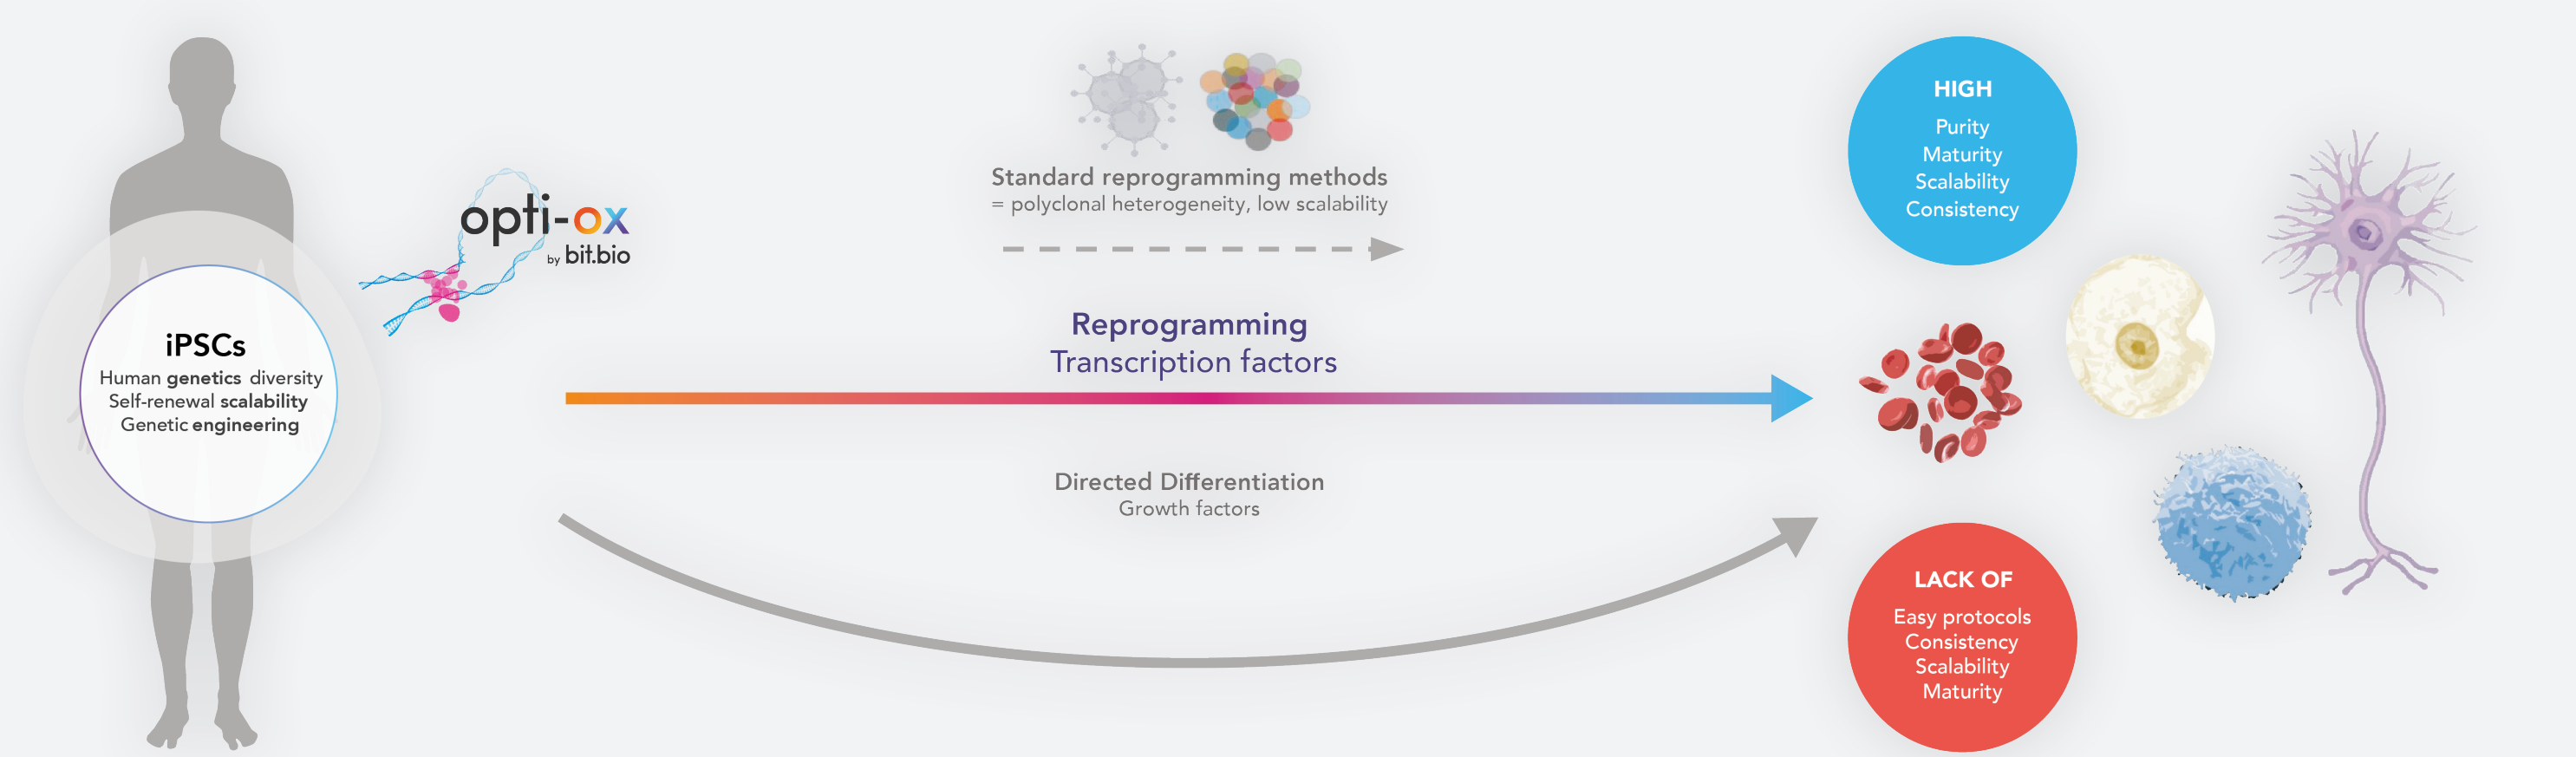 iPSCs
Human genetics diversity
Self-renewal scalability
Genetic engineering
opti-ox
by bit.bio
Standard reprogramming methods
= polyclonal heterogeneity, low scalability
Reprogramming
Transcription factors
Directed Differentiation
Growth factors
HIGH
Purity
Maturity
Scalability
Consistency
LACK OF
Easy protocols
Consistency
Scalability
Maturity